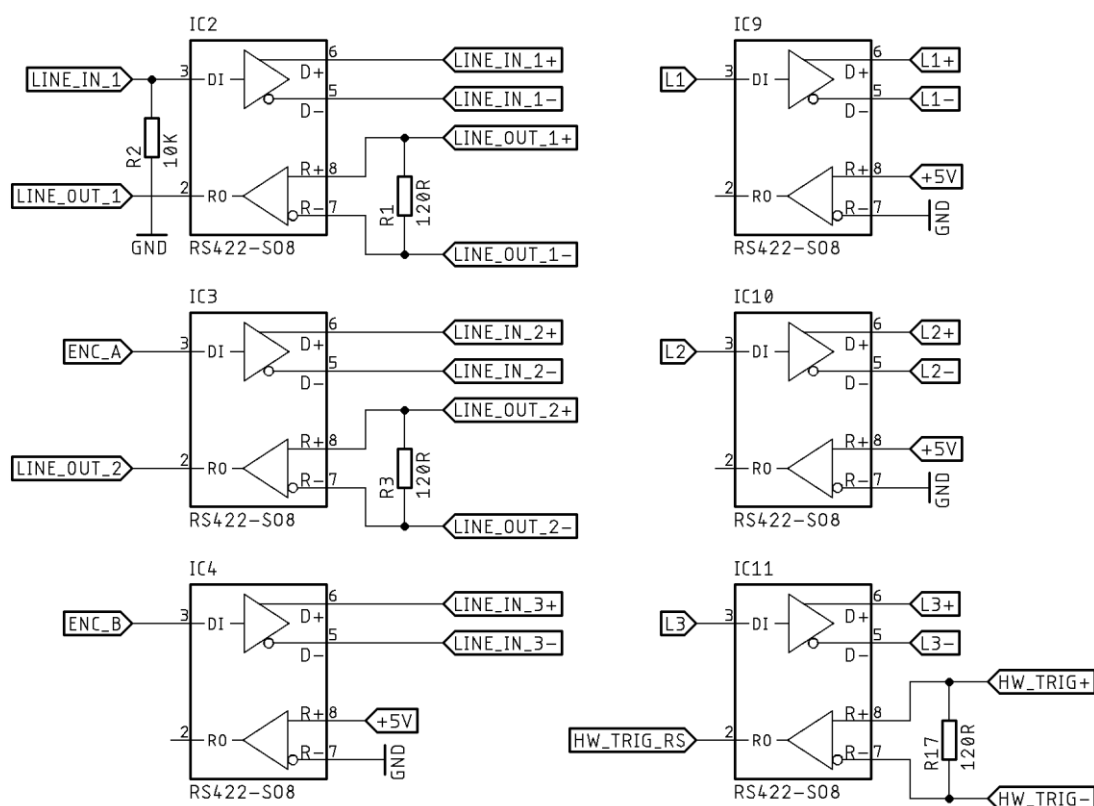 IC2
LINE_IN_1
3 DI
D+ 6 LINE_IN_1+
D- 5 LINE_IN_1-
R2 10K
GND
LINE_OUT_1
2 RO
R+ 8 LINE_OUT_1+
R1 120R
R- 7 LINE_OUT_1-
RS422-SO8
IC9
L1
3 DI
D+ 6 L1+
D- 5 L1-
2 RO
R+ 8 +5V
R- 7 GND
RS422-SO8
IC3
ENC_A
3 DI
D+ 6 LINE_IN_2+
D- 5 LINE_IN_2-
LINE_OUT_2
2 RO
R+ 8 LINE_OUT_2+
R3 120R
R- 7 LINE_OUT_2-
RS422-SO8
IC10
L2
3 DI
D+ 6 L2+
D- 5 L2-
2 RO
R+ 8 +5V
R- 7 GND
RS422-SO8
IC4
ENC_B
3 DI
D+ 6 LINE_IN_3+
D- 5 LINE_IN_3-
2 RO
R+ 8 +5V
R- 7 GND
RS422-SO8
IC11
L3
3 DI
D+ 6 L3+
D- 5 L3-
HW_TRIG_RS
2 RO
R+ 8 HW_TRIG+
R17 120R
R- 7 HW_TRIG-
RS422-SO8